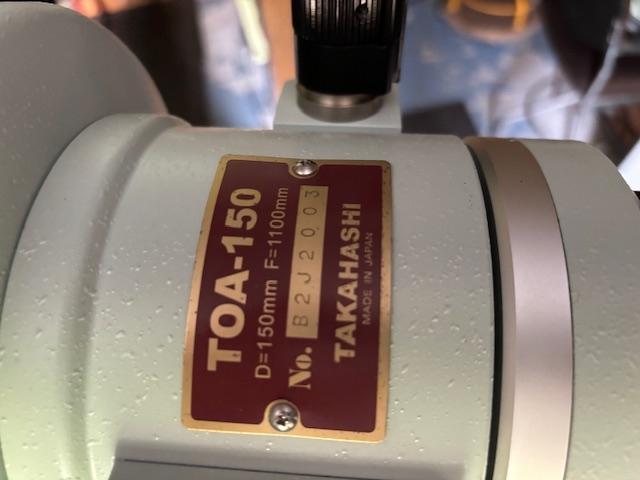 TOA-150
D=150mm F=1100mm
No. B2J2003
TAKAHASHI
MADE IN JAPAN